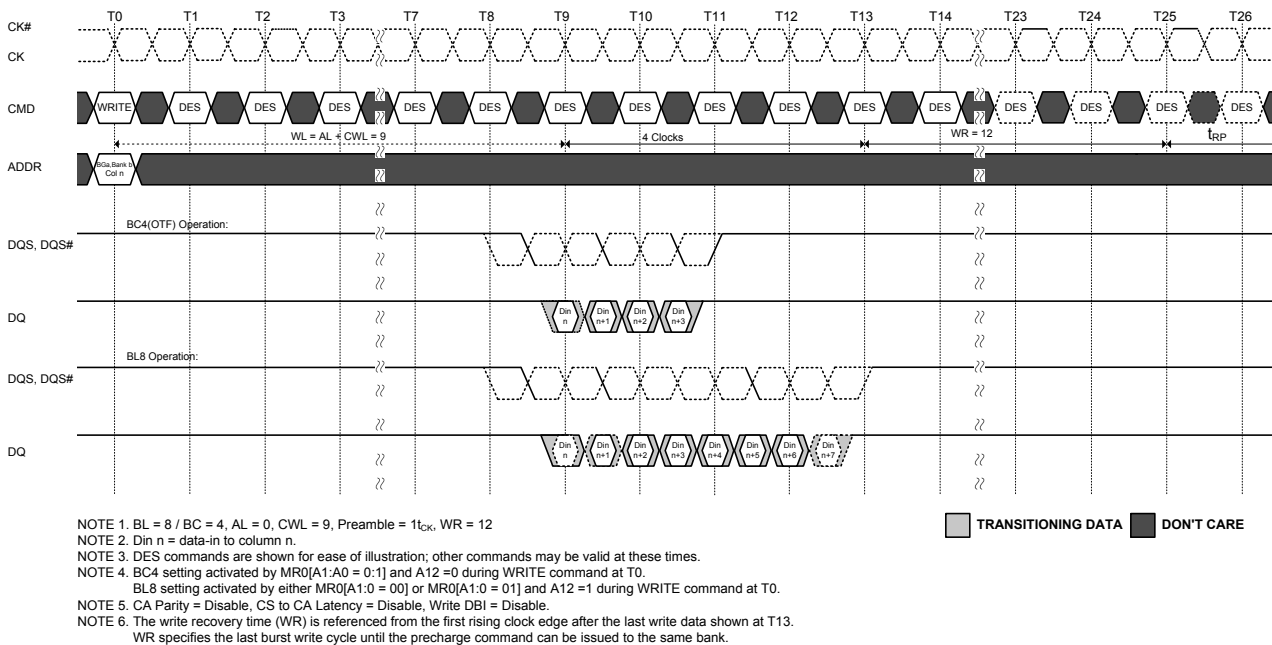 T0 T1 T2 T3 T7 T8 T9 T10 T11 T12 T13 T14 T23 T24 T25 T26
CK#
CK
CMD WRITE DES DES DES DES DES DES DES DES DES DES DES DES DES DES DES
WL = AL + CWL = 9 4 Clocks WR = 12 tRP
ADDR
BGa,Bank b
Col n
BC4(OTF) Operation:
DQS, DQS#
DQ
Din n Din n+1 Din n+2 Din n+3
BL8 Operation:
DQS, DQS#
DQ
Din n Din n+1 Din n+2 Din n+3 Din n+4 Din n+5 Din n+6 Din n+7
NOTE 1. BL = 8 / BC = 4, AL = 0, CWL = 9, Preamble = 1tCK, WR = 12
NOTE 2. Din n = data-in to column n.
NOTE 3. DES commands are shown for ease of illustration; other commands may be valid at these times.
NOTE 4. BC4 setting activated by MR0[A1:A0 = 0:1] and A12 =0 during WRITE command at T0.
BL8 setting activated by either MR0[A1:0 = 00] or MR0[A1:0 = 01] and A12 =1 during WRITE command at T0.
NOTE 5. CA Parity = Disable, CS to CA Latency = Disable, Write DBI = Disable.
NOTE 6. The write recovery time (WR) is referenced from the first rising clock edge after the last write data shown at T13.
WR specifies the last burst write cycle until the precharge command can be issued to the same bank.
TRANSITIONING DATA DON'T CARE